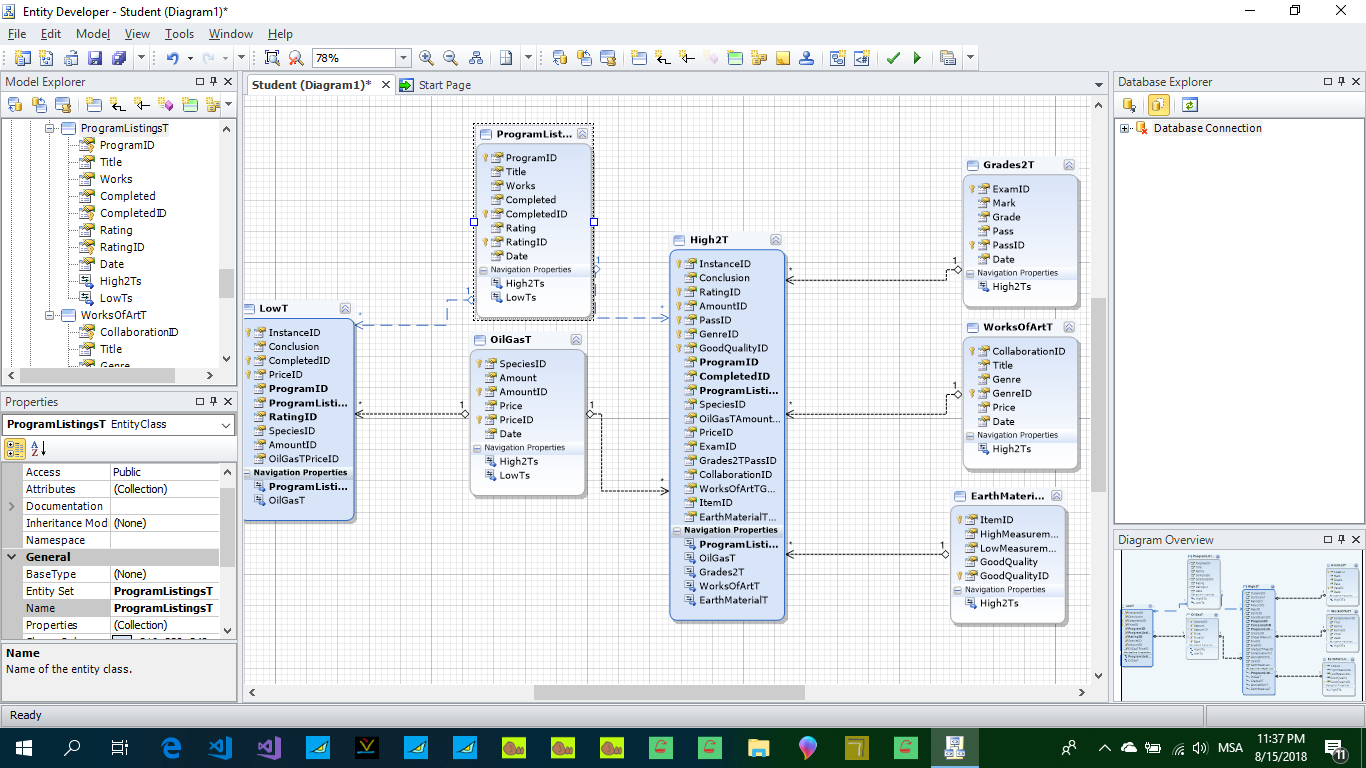 Entity Developer - Student (Diagram1)*
File Edit Model View Tools Window Help
78%
Model Explorer
ProgramListingsT
ProgramID
Title
Works
Completed
CompletedID
Rating
RatingID
Date
High2Ts
LowTs
WorksOfArtT
CollaborationID
Title
Genre
Properties
ProgramListingsT EntityClass
Access Public
Attributes (Collection)
Documentation
Inheritance Modi (None)
Namespace
General
BaseType (None)
Entity Set ProgramListingsT
Name ProgramListingsT
Properties (Collection)
Name
Name of the entity class.
Ready
Student (Diagram1)* Start Page
ProgramList...
ProgramID
Title
Works
Completed
CompletedID
Rating
RatingID
Date
Navigation Properties
High2Ts
LowTs
1
1
*
*
LowT
InstanceID
Conclusion
CompletedID
PriceID
ProgramID
ProgramListi...
RatingID
SpeciesID
AmountID
OilGasTPriceID
Navigation Properties
ProgramListi...
OilGasT
*
1
OilGasT
SpeciesID
Amount
AmountID
Price
PriceID
Date
Navigation Properties
High2Ts
LowTs
1
*
High2T
InstanceID
Conclusion
RatingID
AmountID
PassID
GenreID
GoodQualityID
ProgramID
CompletedID
ProgramListi...
SpeciesID
OilGasTAmount...
PriceID
ExamID
Grades2TPassID
CollaborationID
WorksOfArtTG...
ItemID
EarthMaterialT...
Navigation Properties
ProgramListi...
OilGasT
Grades2T
WorksOfArtT
EarthMaterialT
*
1
*
1
*
1
Grades2T
ExamID
Mark
Grade
Pass
PassID
Date
Navigation Properties
High2Ts
WorksOfArtT
CollaborationID
Title
Genre
GenreID
Price
Date
Navigation Properties
High2Ts
EarthMateri...
ItemID
HighMeasurem...
LowMeasurem...
GoodQuality
GoodQualityID
Navigation Properties
High2Ts
Database Explorer
Database Connection
Diagram Overview
MSA
11:37 PM
8/15/2018
11